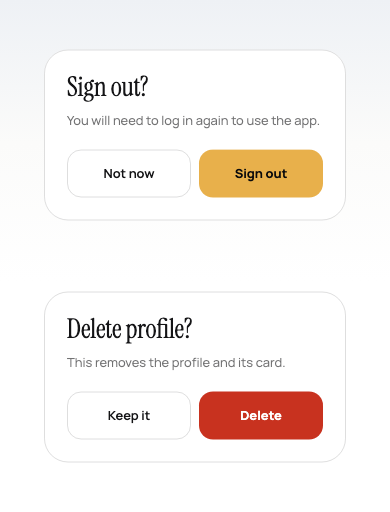 Sign out?
You will need to log in again to use the app.
Not now
Sign out
Delete profile?
This removes the profile and its card.
Keep it
Delete